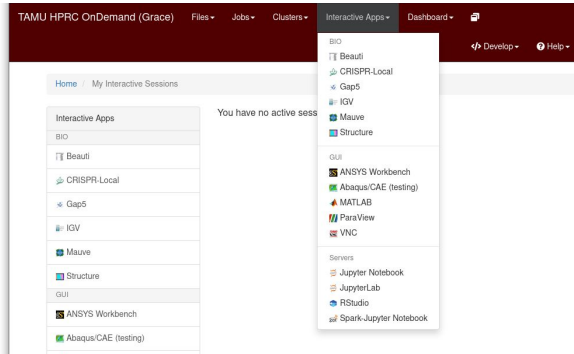 TAMU HPRC OnDemand (Grace) Files Jobs Clusters Interactive Apps Dashboard
</> Develop Help
Home / My Interactive Sessions
Interactive Apps
BIO
Beauti
CRISPR-Local
Gap5
IGV
Mauve
Structure
GUI
ANSYS Workbench
Abaqus/CAE (testing)
You have no active sess
BIO
Beauti
CRISPR-Local
Gap5
IGV
Mauve
Structure
GUI
ANSYS Workbench
Abaqus/CAE (testing)
MATLAB
ParaView
VNC
Servers
Jupyter Notebook
JupyterLab
RStudio
Spark-Jupyter Notebook